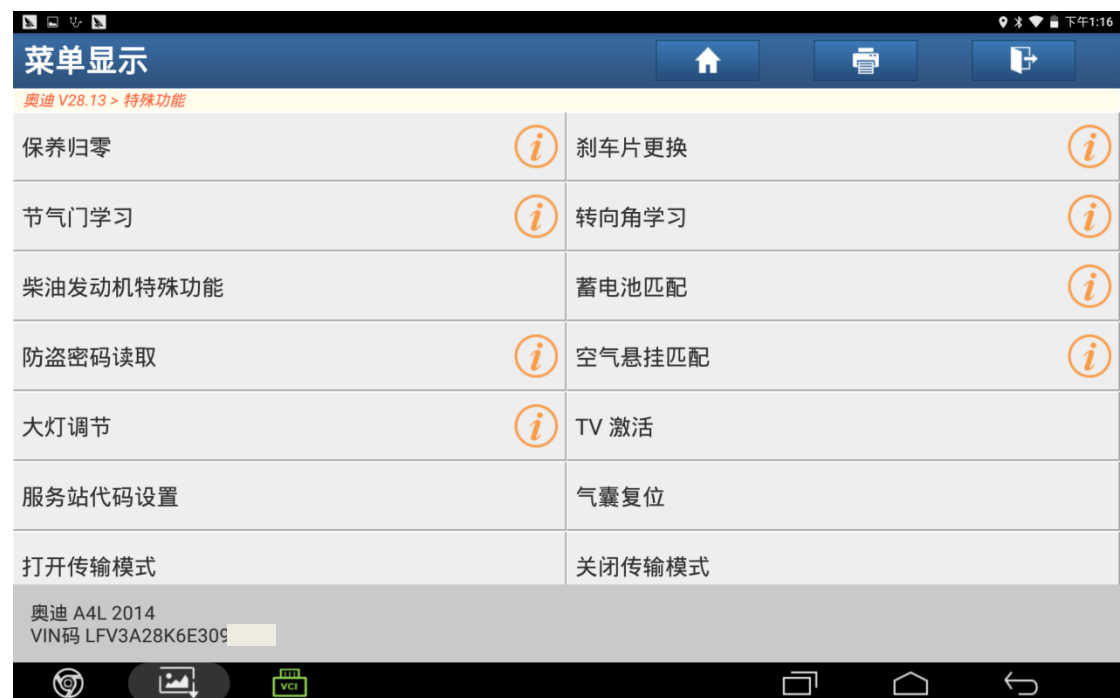 下午1:16
菜单显示
奥迪 V28.13 > 特殊功能
保养归零
刹车片更换
节气门学习
转向角学习
柴油发动机特殊功能
蓄电池匹配
防盗密码读取
空气悬挂匹配
大灯调节
TV 激活
服务站代码设置
气囊复位
打开传输模式
关闭传输模式
奥迪 A4L 2014
VIN码 LFV3A28K6E309
VCI